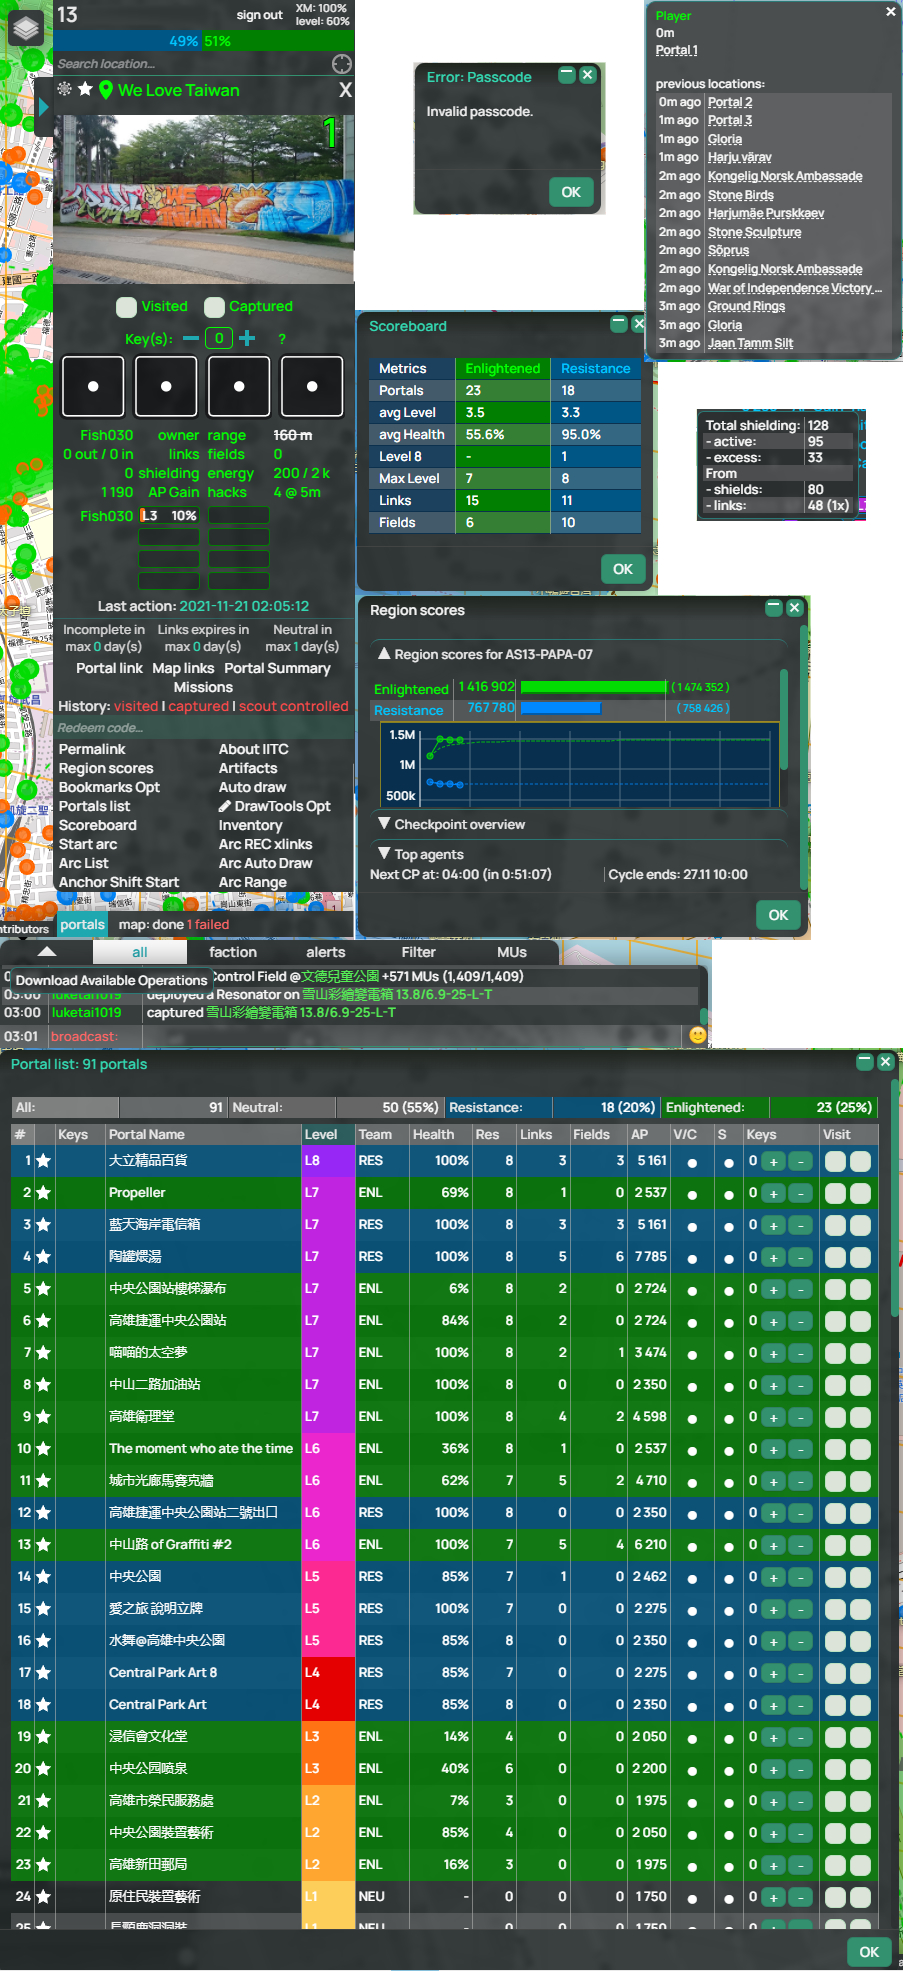 13 sign out XM: 100%
level: 60%
49% 51%
Search location...
We Love Taiwan X
1
Visited Captured
Key(s): 0 ?
Fish030 owner range 160 m
0 out / 0 in links fields 0
0 shielding energy 200 / 2 k
1 190 AP Gain hacks 4 @ 5m
Fish030 L3 10%
Last action: 2021-11-21 02:05:12
Incomplete in Links expires in Neutral in
max 0 day(s) max 0 day(s) max 1 day(s)
Portal link Map links Portal Summary
Missions
History: visited | captured | scout controlled
Redeem code...
Permalink About IITC
Region scores Artifacts
Bookmarks Opt Auto draw
Portals list DrawTools Opt
Scoreboard Inventory
Start arc Arc REC xlinks
Arc List Arc Auto Draw
Anchor Shift Start Arc Range
portals map: done 1 failed
Error: Passcode
Invalid passcode.
OK
Player
0m
Portal 1
previous locations:
0m ago Portal 2
1m ago Portal 3
1m ago Gloria
1m ago Harju värav
2m ago Kongelig Norsk Ambassade
2m ago Stone Birds
2m ago Harjumäe Purskkaev
2m ago Stone Sculpture
2m ago Sõprus
2m ago Kongelig Norsk Ambassade
2m ago War of Independence Victory ...
3m ago Ground Rings
3m ago Gloria
3m ago Jaan Tamm Silt
Scoreboard
Metrics Enlightened Resistance
Portals 23 18
avg Level 3.5 3.3
avg Health 55.6% 95.0%
Level 8 - 1
Max Level 7 8
Links 15 11
Fields 6 10
OK
Total shielding: 128
- active: 95
- excess: 33
From
- shields: 80
- links: 48 (1x)
Region scores
Region scores for AS13-PAPA-07
Enlightened 1 416 902 ( 1 474 352 )
Resistance 767 780 ( 758 426 )
1.5M
1M
500k
Checkpoint overview
Top agents
Next CP at: 04:00 (in 0:51:07) Cycle ends: 27.11 10:00
OK
all faction alerts Filter MUs
Download Available Operations
Control Field @文德兒童公園 +571 MUs (1,409/1,409)
03:00 luketai1019 deployed a Resonator on 雪山彩繪變電箱 13.8/6.9-25-L-T
03:00 luketai1019 captured 雪山彩繪變電箱 13.8/6.9-25-L-T
03:01 broadcast:
Portal list: 91 portals
All: 91 Neutral: 50 (55%) Resistance: 18 (20%) Enlightened: 23 (25%)
# Keys Portal Name Level Team Health Res Links Fields AP V/C S Keys Visit
1 大立精品百貨 L8 RES 100% 8 3 3 5 161 0 + -
2 Propeller L7 ENL 69% 8 1 0 2 537 0 + -
3 藍天海岸電信箱 L7 RES 100% 8 3 3 5 161 0 + -
4 陶罐煨湯 L7 RES 100% 8 5 6 7 785 0 + -
5 中央公園站樓梯瀑布 L7 ENL 6% 8 2 0 2 724 0 + -
6 高雄捷運中央公園站 L7 ENL 84% 8 2 0 2 724 0 + -
7 喵喵的太空夢 L7 ENL 100% 8 2 1 3 474 0 + -
8 中山二路加油站 L7 ENL 100% 8 0 0 2 350 0 + -
9 高雄衛理堂 L7 ENL 100% 8 4 2 4 598 0 + -
10 The moment who ate the time L6 ENL 36% 8 1 0 2 537 0 + -
11 城市光廊馬賽克牆 L6 ENL 62% 7 5 2 4 710 0 + -
12 高雄捷運中央公園站二號出口 L6 RES 100% 8 0 0 2 350 0 + -
13 中山路 of Graffiti #2 L6 ENL 100% 7 5 4 6 210 0 + -
14 中央公園 L5 RES 85% 7 1 0 2 462 0 + -
15 愛之旅 說明立牌 L5 RES 100% 7 0 0 2 275 0 + -
16 水舞@高雄中央公園 L5 RES 85% 8 0 0 2 350 0 + -
17 Central Park Art 8 L4 RES 85% 7 0 0 2 275 0 + -
18 Central Park Art L4 RES 85% 8 0 0 2 350 0 + -
19 浸信會文化堂 L3 ENL 14% 4 0 0 2 050 0 + -
20 中央公园喷泉 L3 ENL 40% 6 0 0 2 200 0 + -
21 高雄市榮民服務處 L2 ENL 7% 3 0 0 1 975 0 + -
22 中央公園裝置藝術 L2 ENL 85% 4 0 0 2 050 0 + -
23 高雄新田郵局 L2 ENL 16% 3 0 0 1 975 0 + -
24 原住民裝置藝術 L1 NEU - 0 0 0 1 750 0 + -
OK